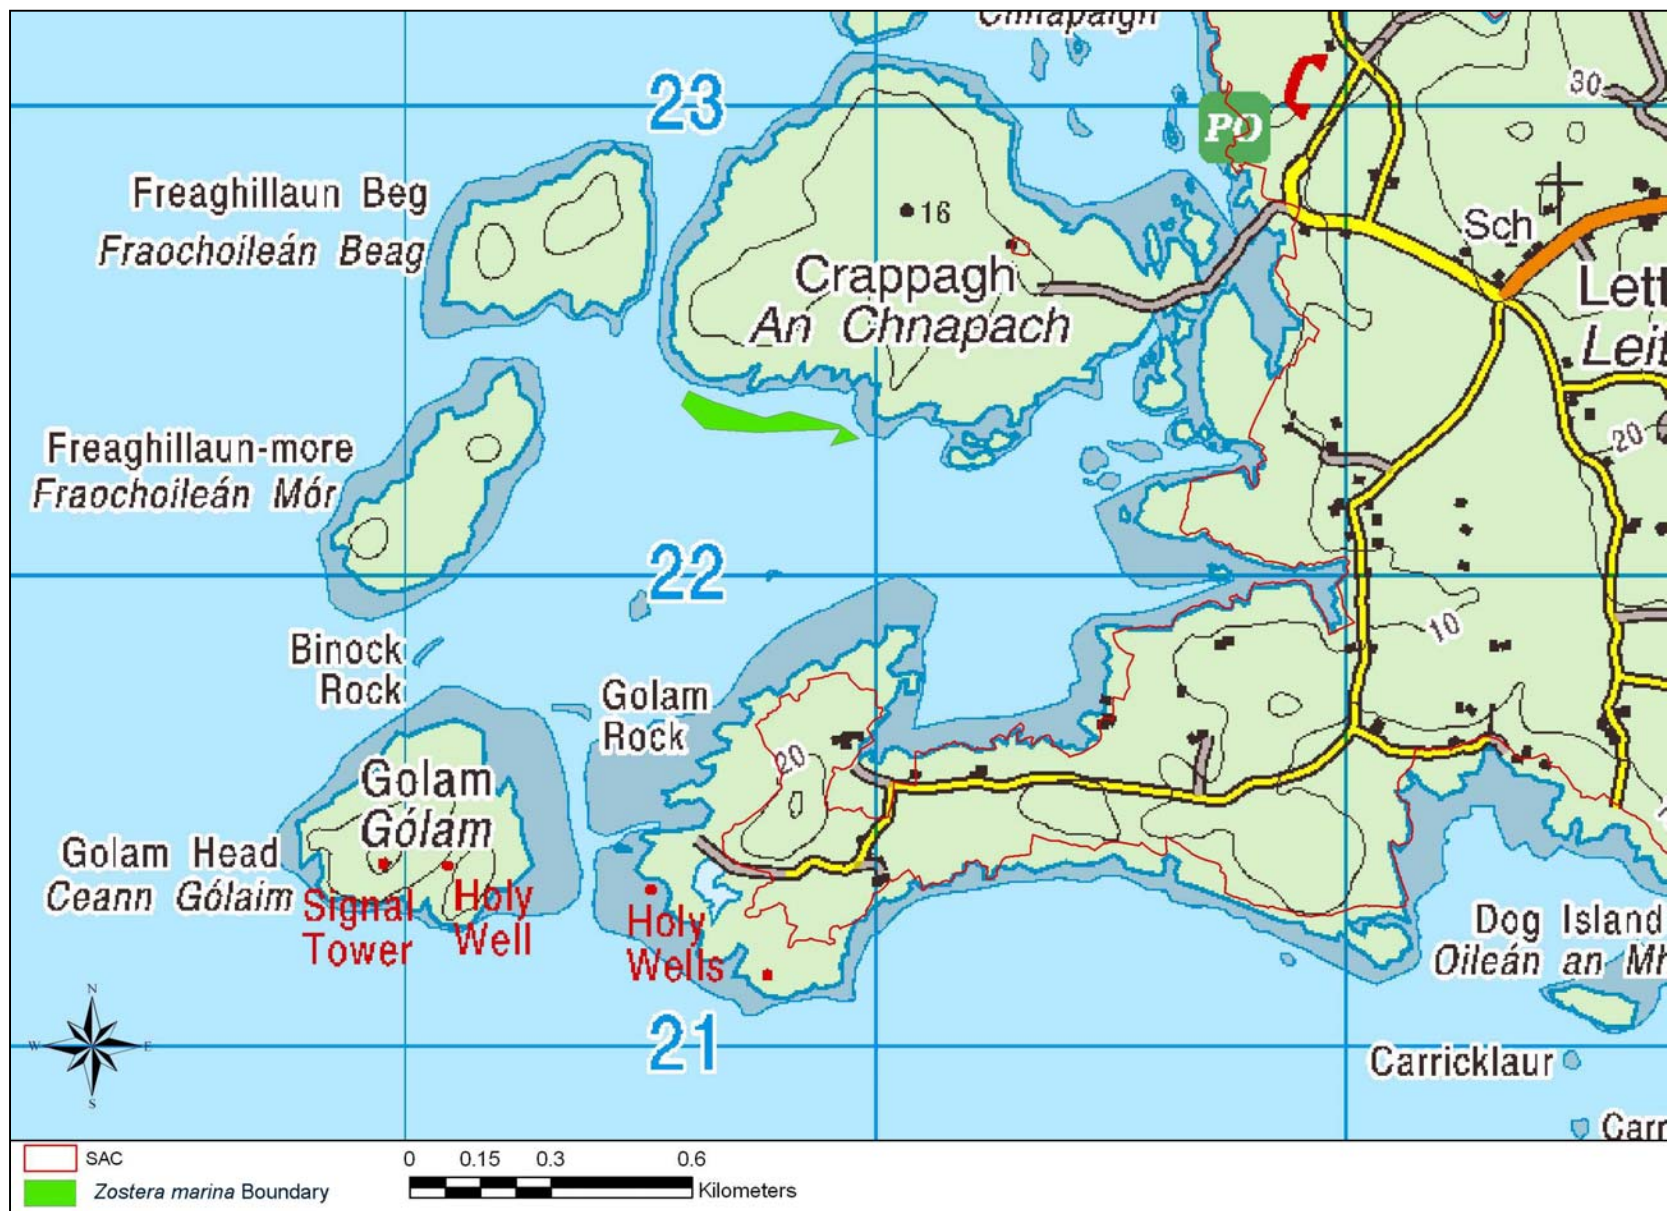 Chnapaigh
23
30
PO
Freaghillaun Beg
Fraochoileán Beag
16
Sch
Crappagh
An Chnapach
Lett
Leit
Freaghillaun-more
Fraochoileán Mór
20
22
10
Binock
Rock
Golam
Rock
20
Golam
Gólam
Golam Head
Ceann Gólaim
Signal
Tower
Holy
Well
Holy
Wells
Dog Island
Oileán an Mh
21
N
W
E
S
Carricklaur
Carr
SAC
Zostera marina Boundary
0 0.15 0.3 0.6
Kilometers